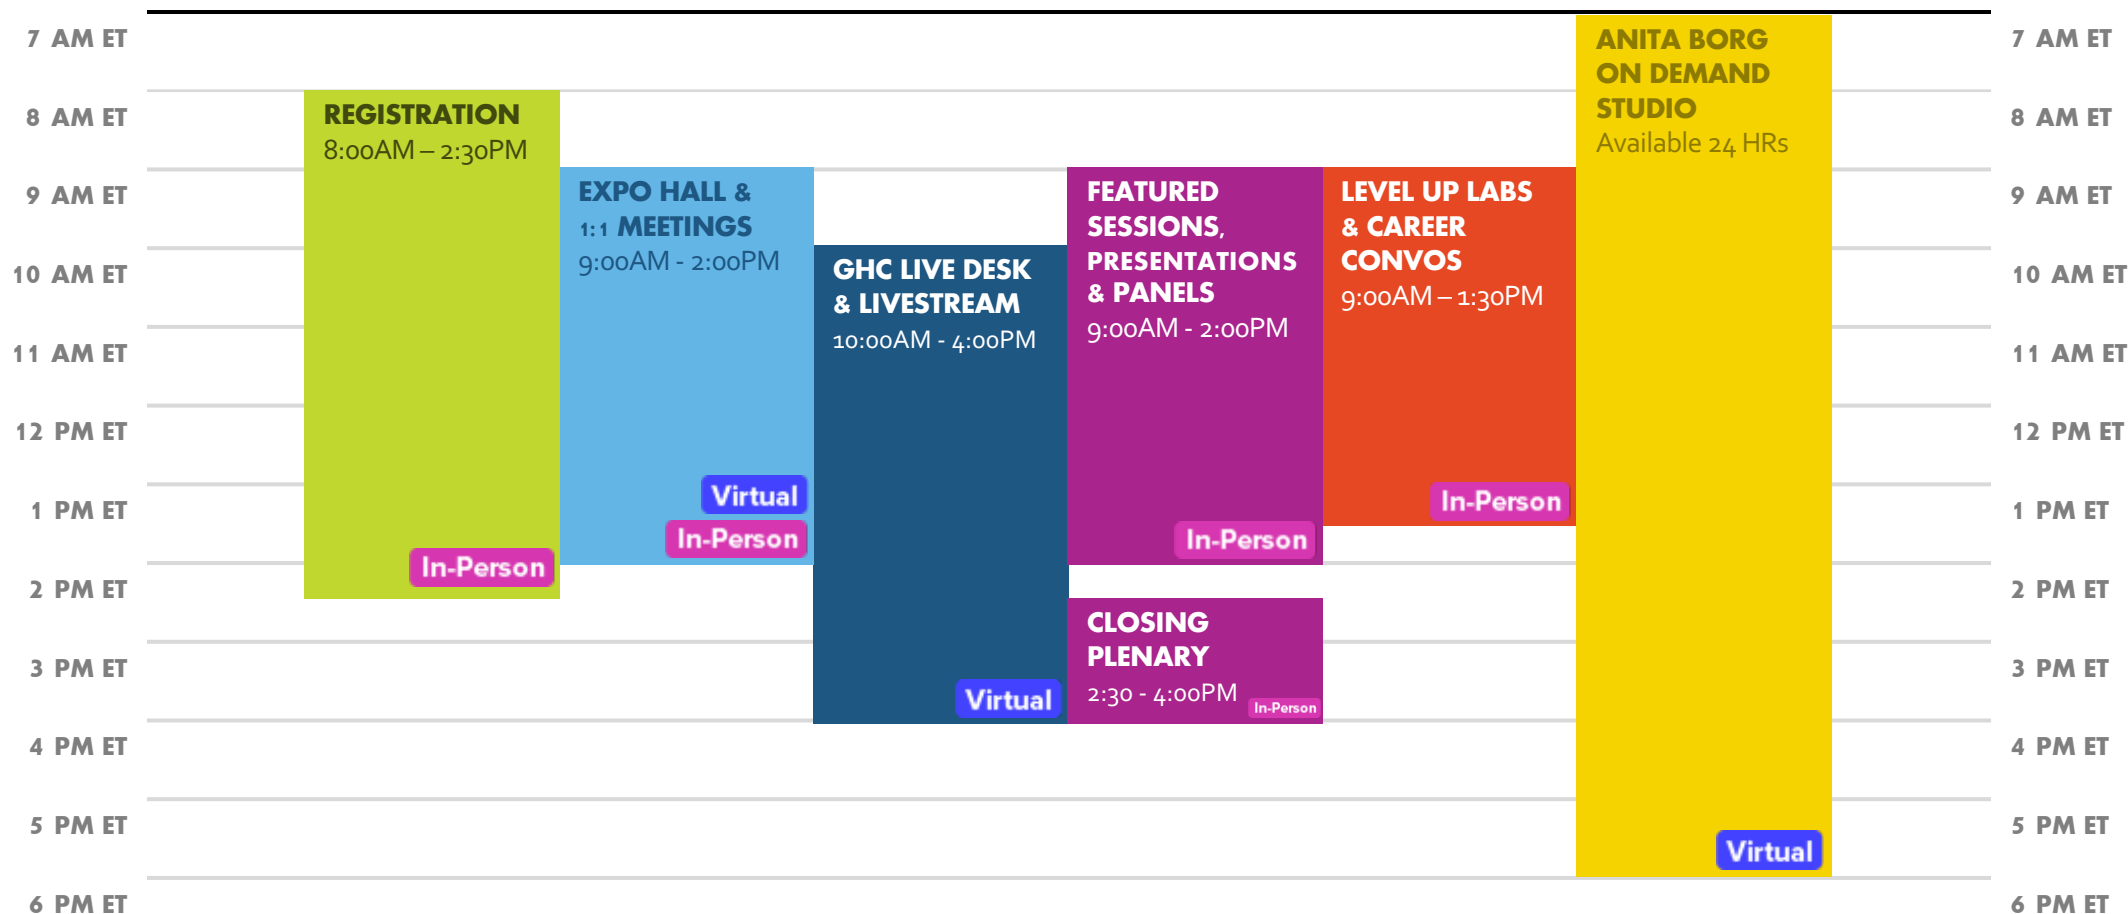 7 AM ET
8 AM ET
9 AM ET
10 AM ET
11 AM ET
12 PM ET
1 PM ET
2 PM ET
3 PM ET
4 PM ET
5 PM ET
6 PM ET
REGISTRATION
8:00AM – 2:30PM
In-Person
EXPO HALL &
1:1 MEETINGS
9:00AM - 2:00PM
Virtual
In-Person
GHC LIVE DESK
& LIVESTREAM
10:00AM - 4:00PM
Virtual
FEATURED
SESSIONS,
PRESENTATIONS
& PANELS
9:00AM - 2:00PM
In-Person
CLOSING
PLENARY
2:30 - 4:00PM
In-Person
LEVEL UP LABS
& CAREER
CONVOS
9:00AM – 1:30PM
In-Person
ANITA BORG
ON DEMAND
STUDIO
Available 24 HRs
Virtual
7 AM ET
8 AM ET
9 AM ET
10 AM ET
11 AM ET
12 PM ET
1 PM ET
2 PM ET
3 PM ET
4 PM ET
5 PM ET
6 PM ET